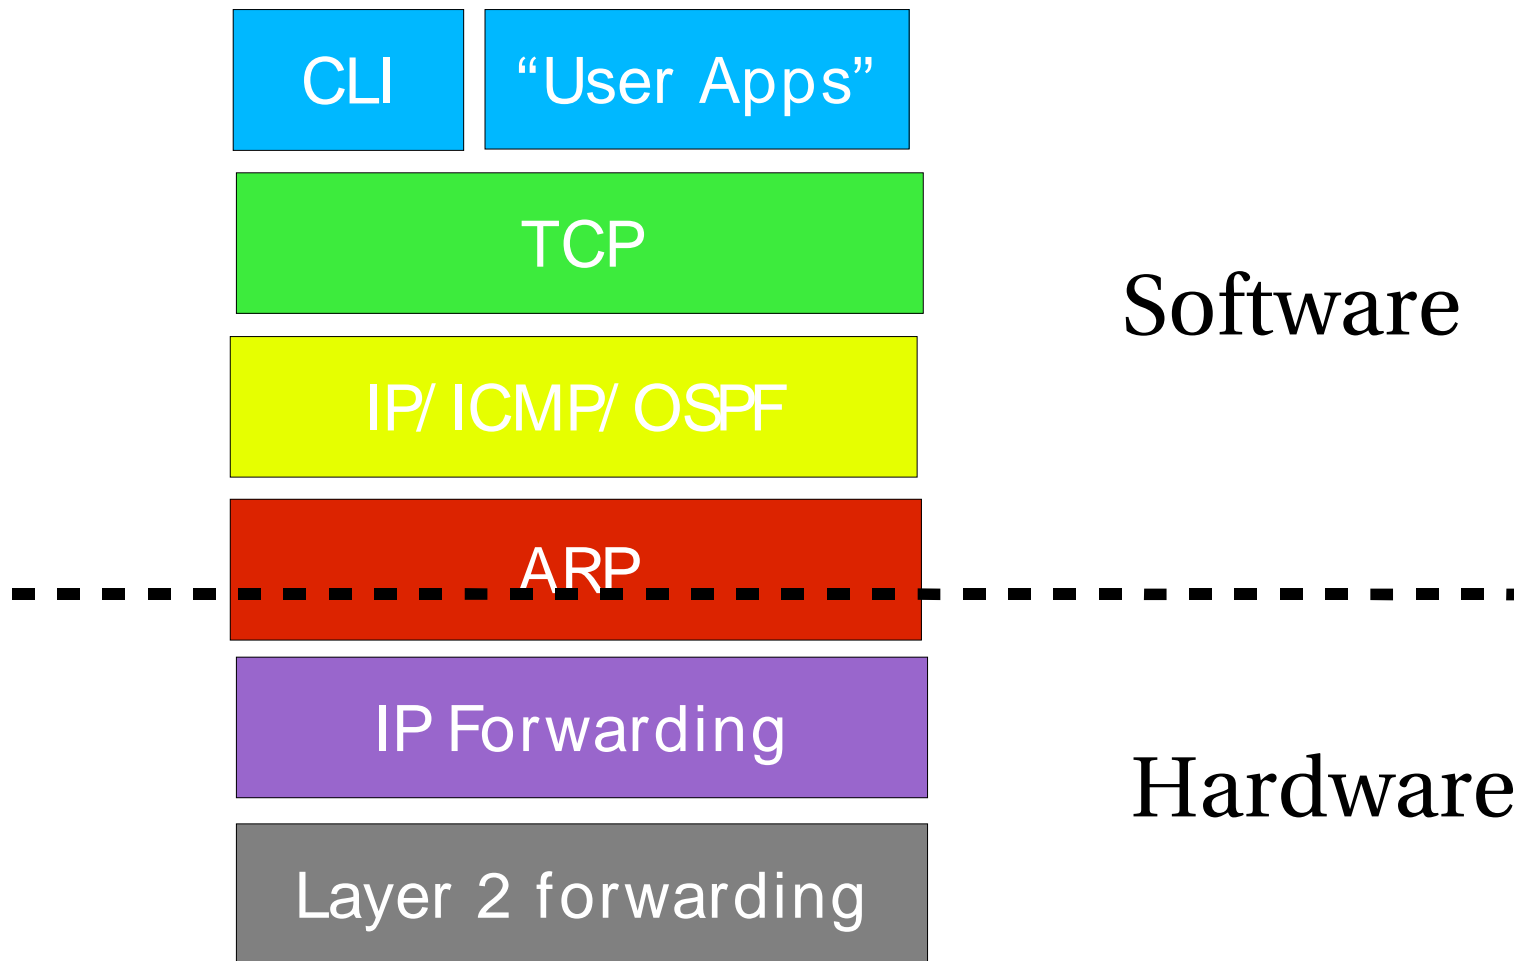 CLI
“User Apps”
TCP
Software
IP/ ICMP/ OSPF
ARP
IP Forwarding
Hardware
Layer 2 forwarding